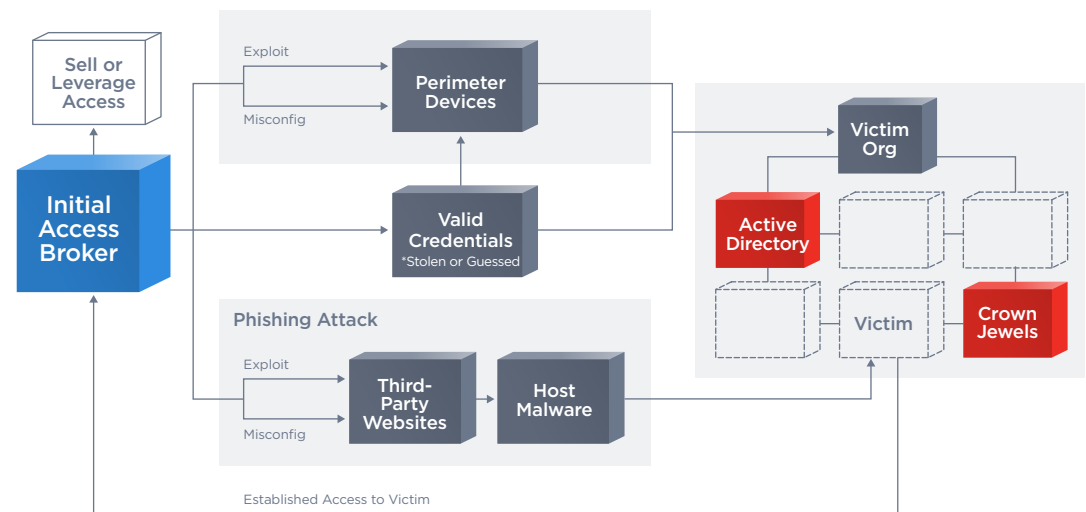 Sell or
Leverage
Access
Initial
Access
Broker
Exploit
Misconfig
Perimeter
Devices
Valid
Credentials
*Stolen or Guessed
Phishing Attack
Exploit
Misconfig
Third-
Party
Websites
Host
Malware
Established Access to Victim
Victim
Org
Active
Directory
Victim
Crown
Jewels